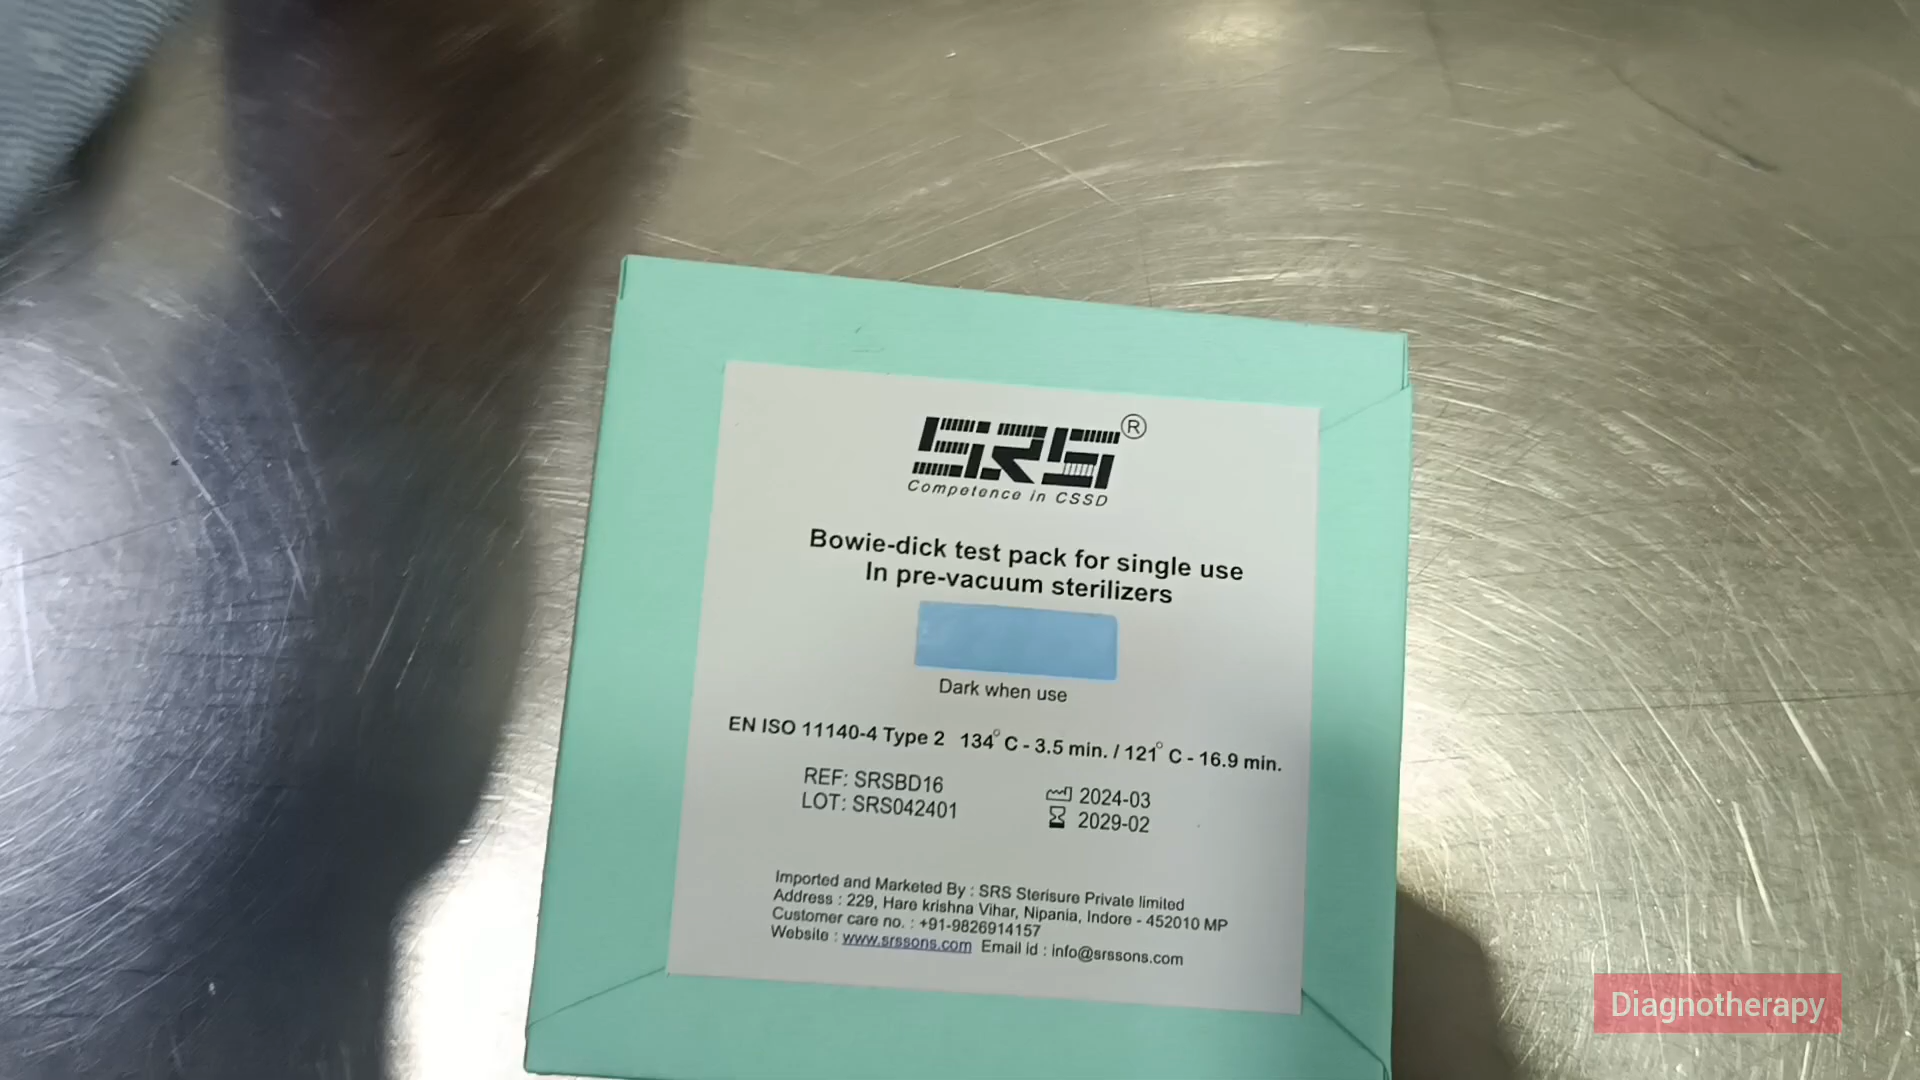 SRS®
Competence in CSSD
Bowie-dick test pack for single use
In pre-vacuum sterilizers
Dark when use
EN ISO 11140-4 Type 2 134°C - 3.5 min. / 121°C - 16.9 min.
REF: SRSBD16
LOT: SRS042401
2024-03
2029-02
Imported and Marketed By : SRS Sterisure Private limited
Address : 229, Hare krishna Vihar, Nipania, Indore - 452010 MP
Customer care no. : +91-9826914157
Website : www.srssons.com Email id : info@srssons.com
Diagnotherapy